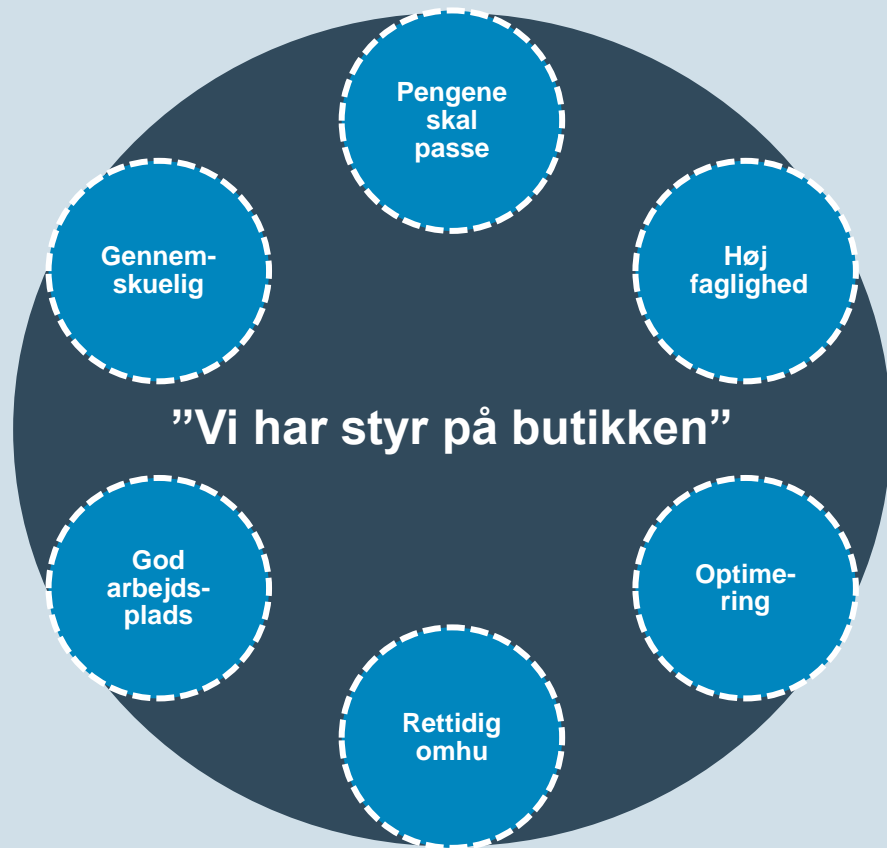 Pengene
skal
passe
Gennem-
skuelig
Høj
faglighed
”Vi har styr på butikken”
God
arbejds-
plads
Optime-
ring
Rettidig
omhu